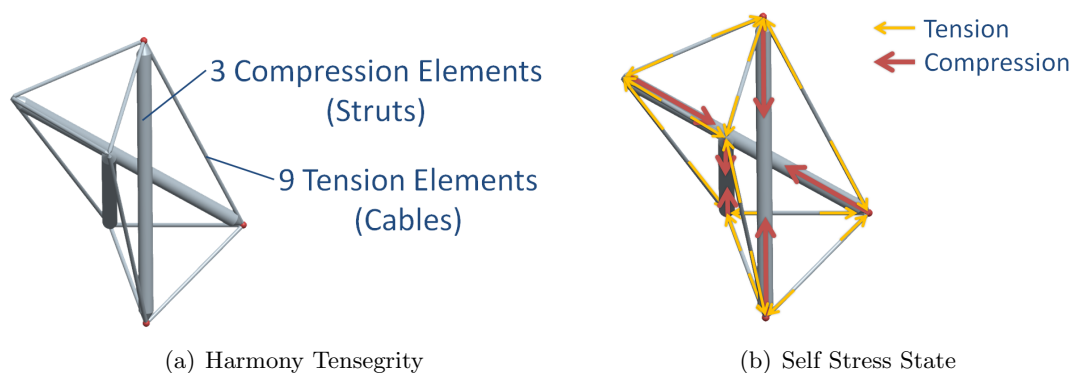 3 Compression Elements
(Struts)
9 Tension Elements
(Cables)
Tension
Compression
(a) Harmony Tensegrity
(b) Self Stress State